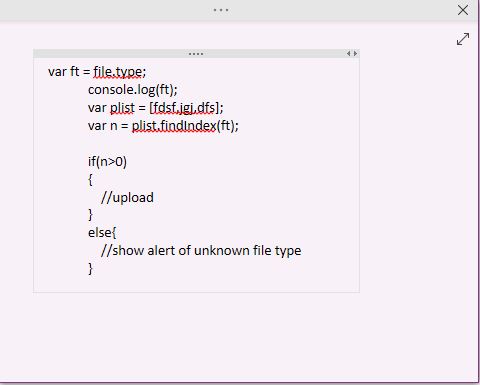 var ft = file.type;
console.log(ft);
var plist = [fdsf,jgj,dfs];
var n = plist.findIndex(ft);
if(n>0)
{
//upload
}
else{
//show alert of unknown file type
}